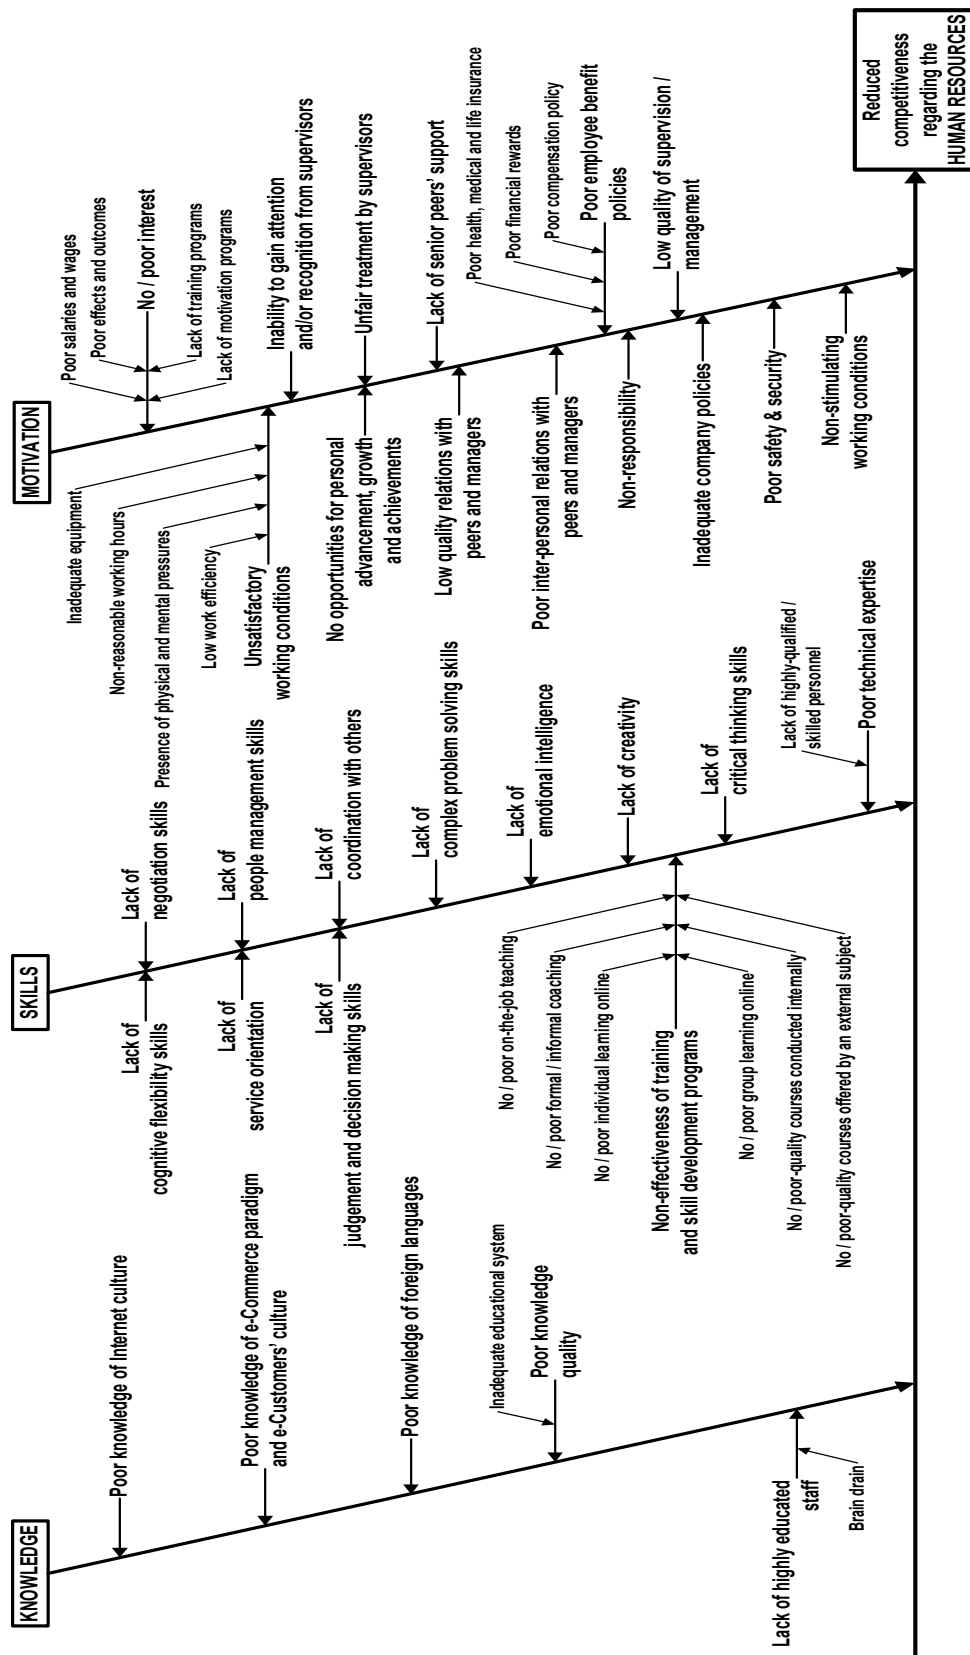 KNOWLEDGE
Poor knowledge of Internet culture
Poor knowledge of e-Commerce paradigm
and e-Customers' culture
Poor knowledge of foreign languages
Inadequate educational system
Poor knowledge
quality
Lack of highly educated
staff
Brain drain
SKILLS
Lack of
cognitive flexibility skills
Lack of
negotiation skills
Lack of
service orientation
Lack of
people management skills
Lack of
judgement and decision making skills
Lack of
coordination with others
Lack of
complex problem solving skills
Lack of
emotional intelligence
Lack of creativity
No / poor on-the-job teaching
No / poor formal / informal coaching
No / poor individual learning online
Non-effectiveness of training
and skill development programs
No / poor group learning online
No / poor-quality courses conducted internally
No / poor-quality courses offered by an external subject
Lack of
critical thinking skills
Lack of highly-qualified /
skilled personnel
Poor technical expertise
MOTIVATION
Poor salaries and wages
Poor effects and outcomes
No / poor interest
Lack of training programs
Lack of motivation programs
Inadequate equipment
Non-reasonable working hours
Presence of physical and mental pressures
Low work efficiency
Unsatisfactory
working conditions
Inability to gain attention
and/or recognition from supervisors
No opportunities for personal
advancement, growth
and achievements
Unfair treatment by supervisors
Lack of senior peers' support
Low quality relations with
peers and managers
Poor inter-personal relations with
peers and managers
Poor health, medical and life insurance
Poor financial rewards
Poor compensation policy
Poor employee benefit
policies
Non-responsibility
Low quality of supervision /
management
Inadequate company policies
Poor safety & security
Non-stimulating
working conditions
Reduced
competitiveness
regarding the
HUMAN RESOURCES